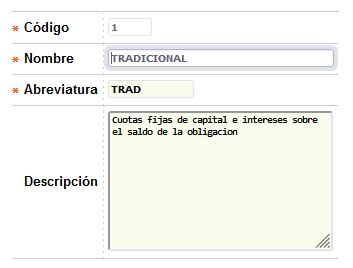 * Código 1
* Nombre TRADICIONAL
* Abreviatura TRAD
Descripción
Cuotas fijas de capital e intereses sobre
el saldo de la obligacion